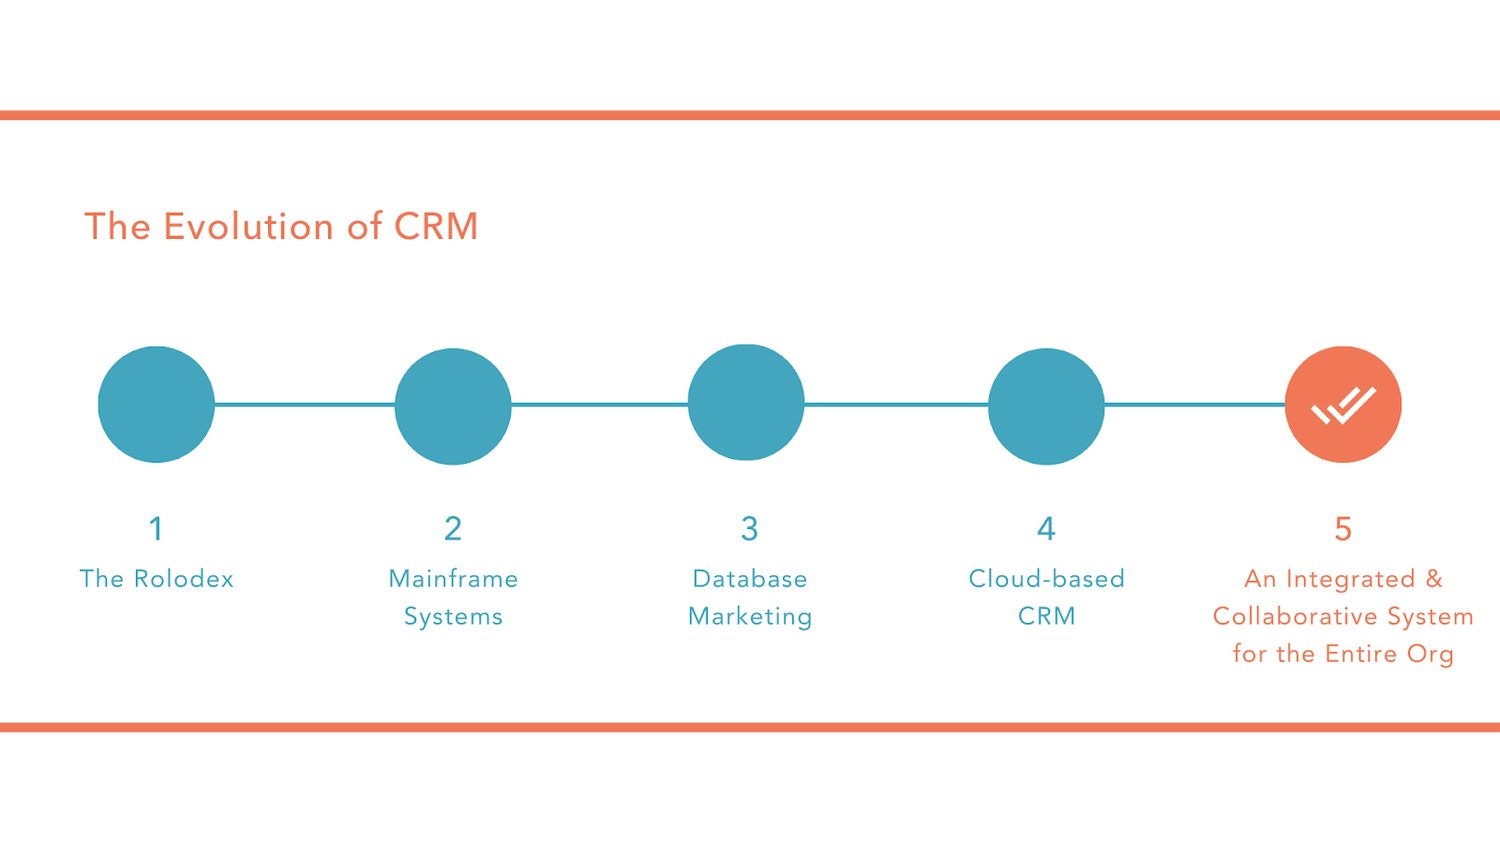 The Evolution of CRM
1
The Rolodex
2
Mainframe
Systems
3
Database
Marketing
4
Cloud-based
CRM
5
An Integrated &
Collaborative System
for the Entire Org